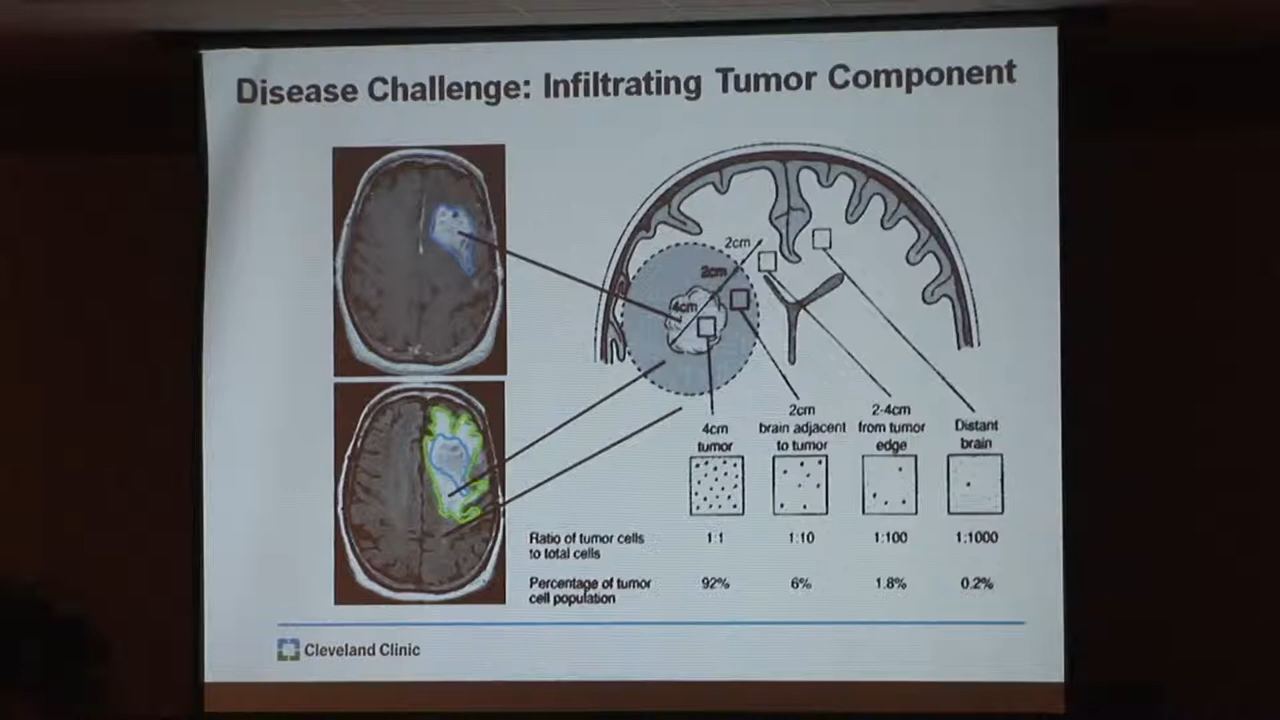 Disease Challenge: Infiltrating Tumor Component
2cm
2cm
4cm
4cm
tumor
2cm
brain adjacent
to tumor
2-4cm
from tumor
edge
Distant
brain
Ratio of tumor cells
to total cells
1:1
1:10
1:100
1:1000
Percentage of tumor
cell population
92%
6%
1.8%
0.2%
Cleveland Clinic